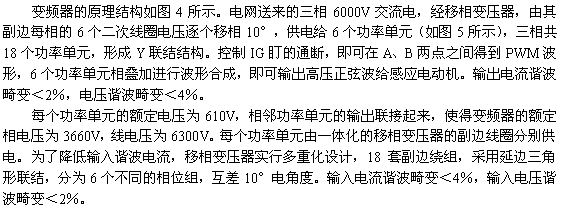 变频器的原理结构如图 4 所示。电网送来的三相 6000V 交流电，经移相变压器，由其
副边每相的 6 个二次线圈电压逐个移相 10°，供电给 6 个功率单元（如图 5 所示），三相共
18 个功率单元，形成 Y 联结结构。控制 IG 盯的通断，即可在 A、B 两点之间得到 PWM 波
形，6 个功率单元相叠加进行波形合成，即可输出高压正弦波给感应电动机。输出电流谐波
畸变＜2%，电压谐波畸变＜4%。
每个功率单元的额定电压为 610V，相邻功率单元的输出联接起来，使得变频器的额定
相电压为 3660V，线电压为 6300V。每个功率单元由一体化的移相变压器的副边线圈分别供
电。为了降低输入谐波电流，移相变压器实行多重化设计，18 套副边绕组，采用延边三角
形联结，分为 6 个不同的相位组，互差 10° 电角度。输入电流谐波畸变＜4%，输入电压谐
波畸变＜2%。